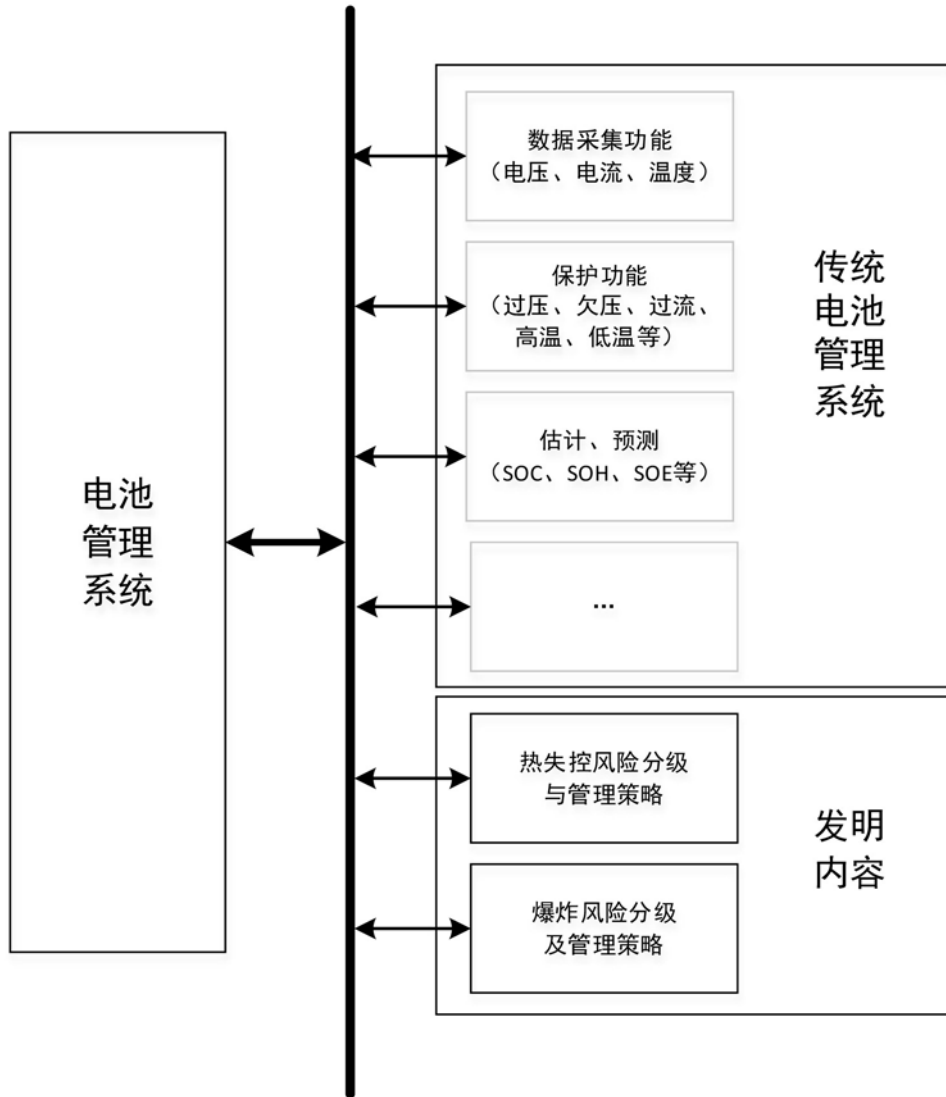 数据采集功能
（电压、电流、温度）
保护功能
（过压、欠压、过流、
高温、低温等）
估计、预测
（SOC、SOH、SOE等）
...
传统
电池
管理
系统
电池
管理
系统
热失控风险分级
与管理策略
爆炸风险分级
及管理策略
发明
内容